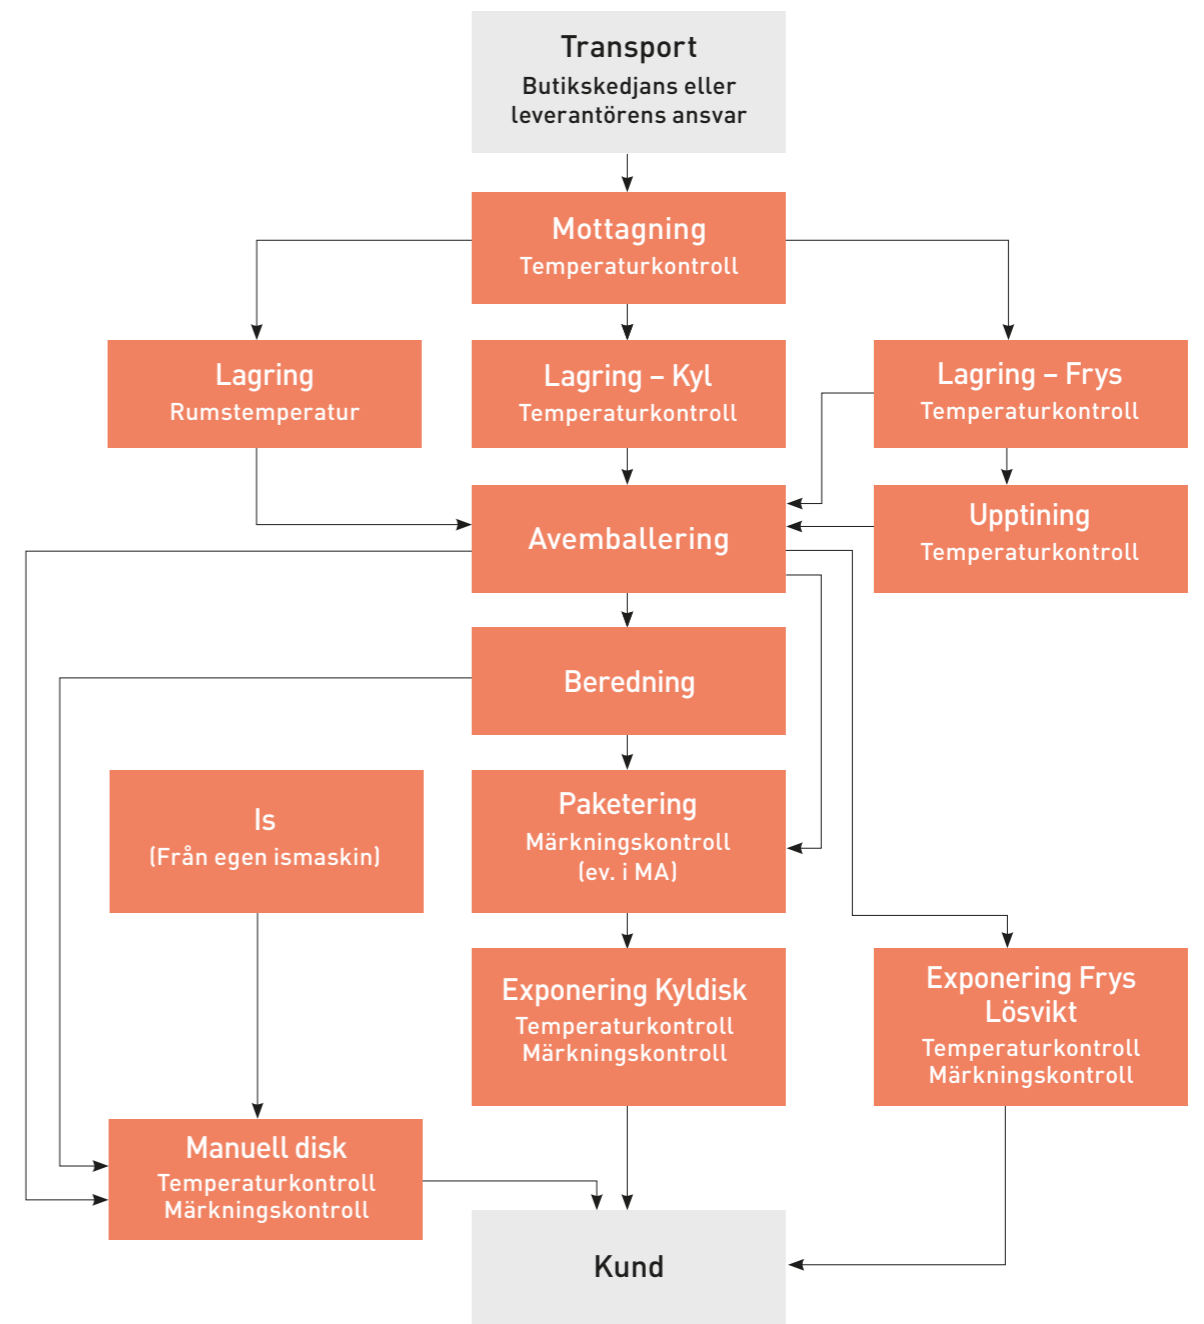 Transport
Butikskedjans eller
leverantörens ansvar
Mottagning
Temperaturkontroll
Lagring
Rumstemperatur
Lagring – Kyl
Temperaturkontroll
Lagring – Frys
Temperaturkontroll
Avemballering
Upptining
Temperaturkontroll
Beredning
Is
(Från egen ismaskin)
Paketering
Märkningskontroll
(ev. i MA)
Exponering Kyldisk
Temperaturkontroll
Märkningskontroll
Exponering Frys
Lösvikt
Temperaturkontroll
Märkningskontroll
Manuell disk
Temperaturkontroll
Märkningskontroll
Kund